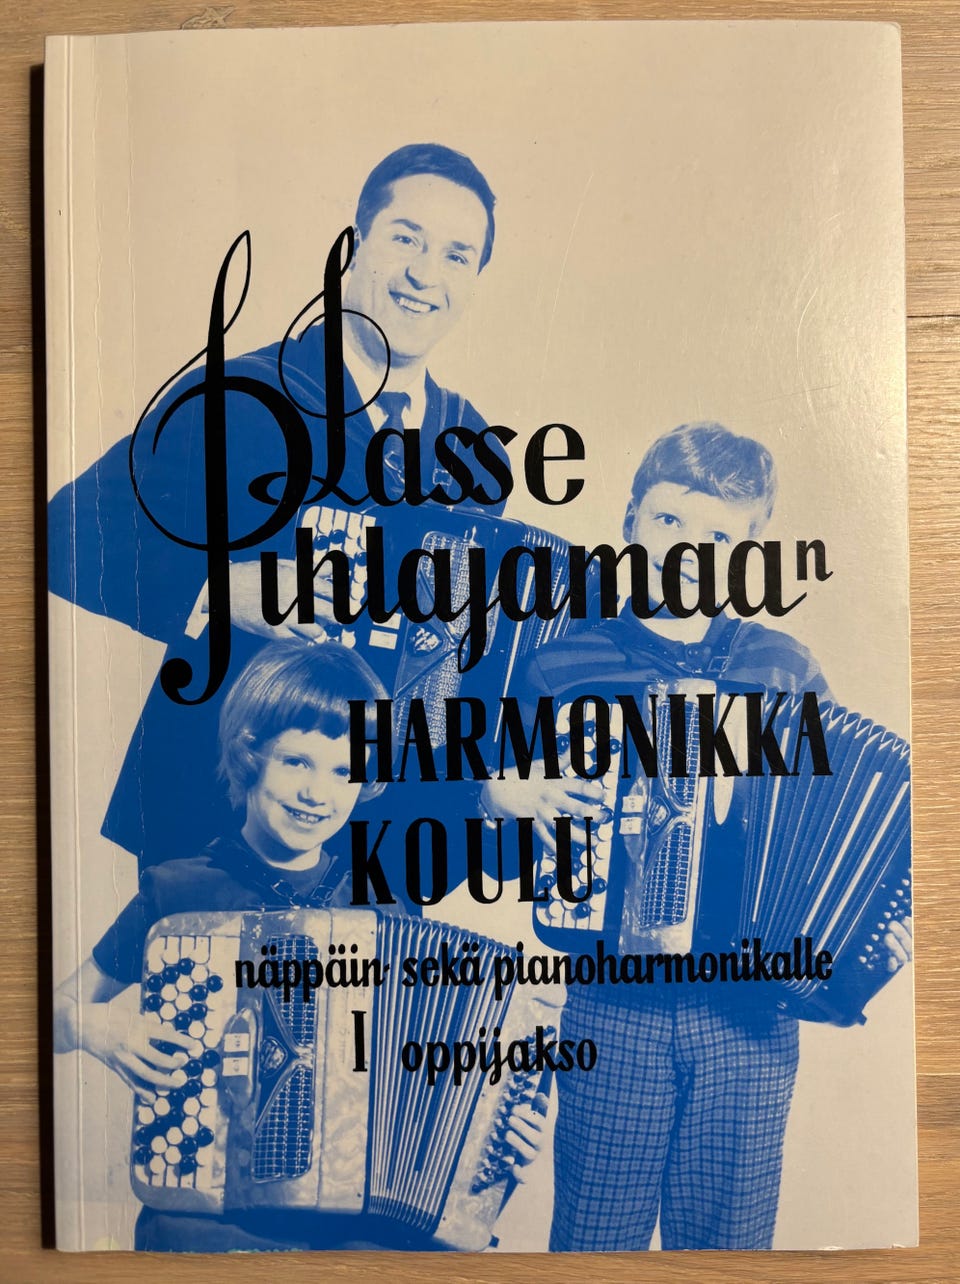 Lasse
Pihlajamaan
HARMONIKKA
KOULU
näppäin- sekä pianoharmonikalle
I oppijakso